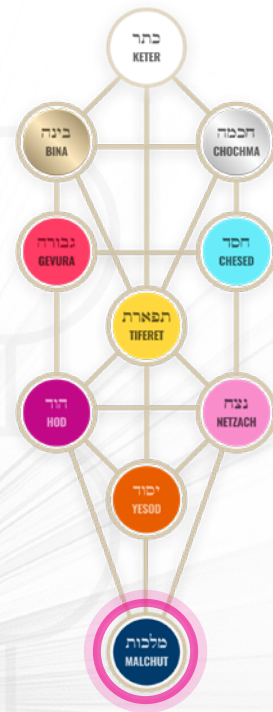 כתר
KETER
בינה
BINA
חכמה
CHOCHMA
גבורה
GEVURA
חסד
CHESED
תפארת
TIFERET
הוד
HOD
נצח
NETZACH
יסוד
YESOD
מלכות
MALCHUT